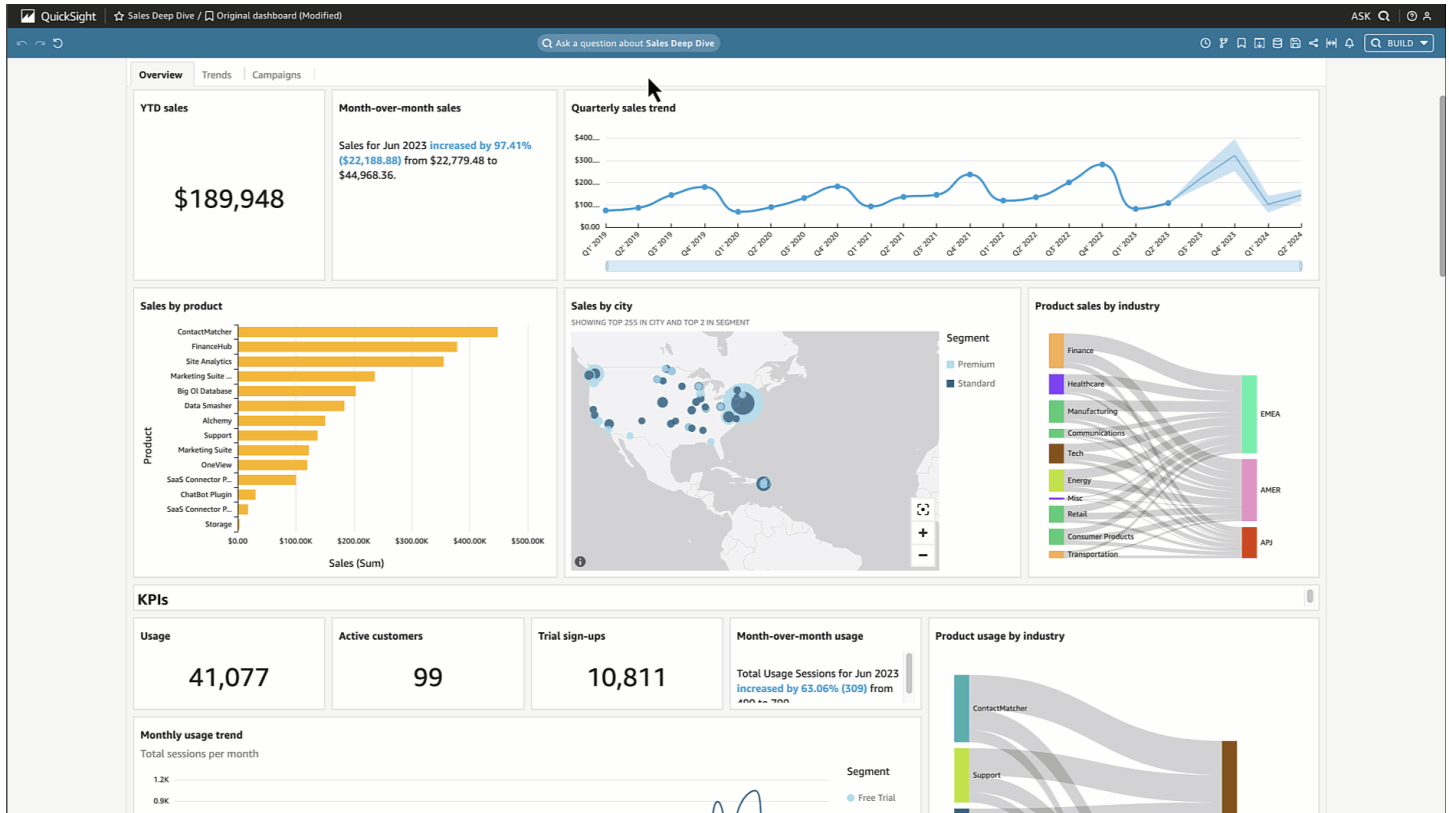 QuickSight
Sales Deep Dive / Original dashboard (Modified)
ASK
Ask a question about Sales Deep Dive
BUILD
Overview
Trends
Campaigns
YTD sales
$189,948
Month-over-month sales
Sales for Jun 2023 increased by 97.41%
($22,188.88) from $22,779.48 to
$44,968.36.
Quarterly sales trend
$400...
$300...
$200...
$100...
$0.00
Q1' 2019
Q2' 2019
Q3' 2019
Q4' 2019
Q1' 2020
Q2' 2020
Q3' 2020
Q4' 2020
Q1' 2021
Q2' 2021
Q3' 2021
Q4' 2021
Q1' 2022
Q2' 2022
Q3' 2022
Q4' 2022
Q1' 2023
Q2' 2023
Q3' 2023
Q4' 2023
Q1' 2024
Q2' 2024
Sales by product
Product
ContactMatcher
FinanceHub
Site Analytics
Marketing Suite ...
Big Ol Database
Data Smasher
Alchemy
Support
Marketing Suite
OneView
SaaS Connector P...
ChatBot Plugin
SaaS Connector P...
Storage
$0.00
$100.00K
$200.00K
$300.00K
$400.00K
$500.00K
Sales (Sum)
Sales by city
SHOWING TOP 255 IN CITY AND TOP 2 IN SEGMENT
Segment
Premium
Standard
Product sales by industry
Finance
Healthcare
Manufacturing
Communications
Tech
Energy
Misc
Retail
Consumer Products
Transportation
EMEA
AMER
APJ
KPIs
Usage
41,077
Active customers
99
Trial sign-ups
10,811
Month-over-month usage
Total Usage Sessions for Jun 2023
increased by 63.06% (309) from
Product usage by industry
ContactMatcher
Support
Monthly usage trend
Total sessions per month
1.2K
0.9K
Segment
Free Trial